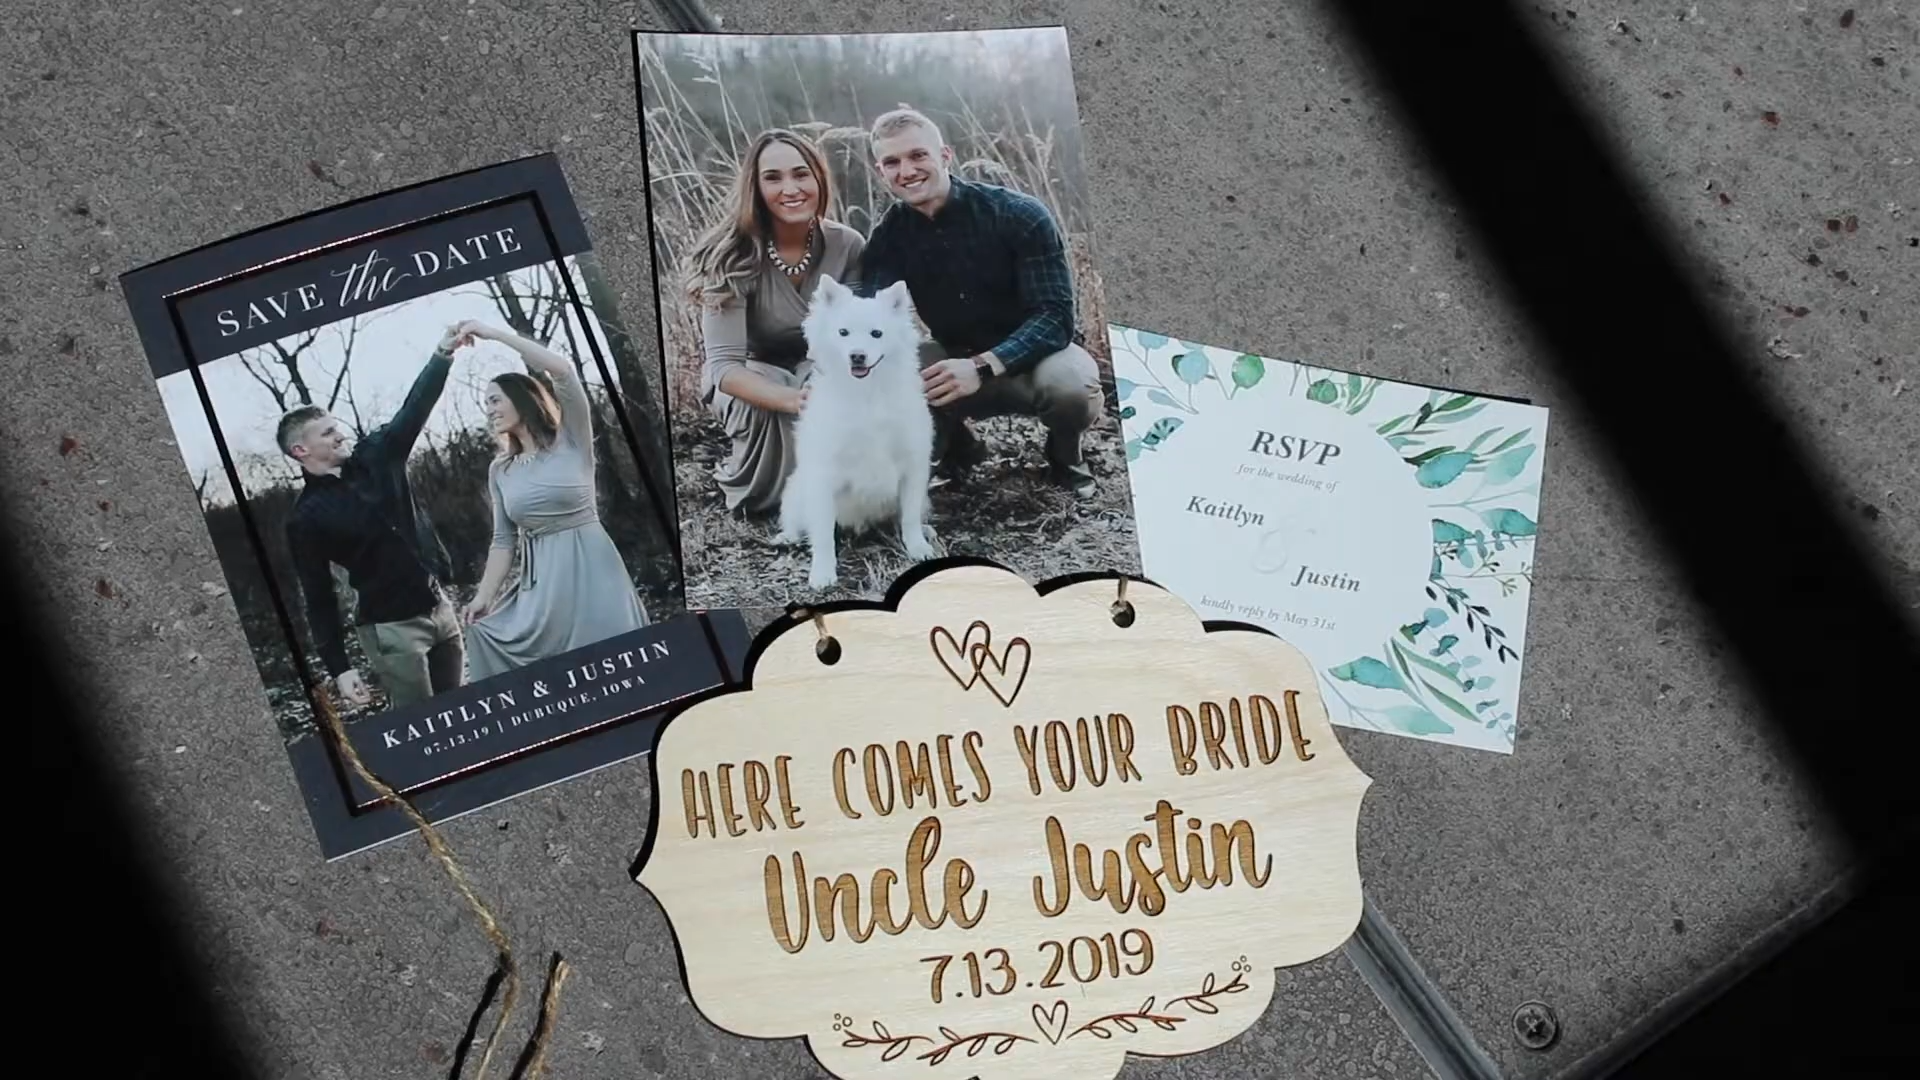 SAVE the DATE
KAITLYN & JUSTIN
07.13.19 | DUBUQUE, IOWA
RSVP
for the wedding of
Kaitlyn
&
Justin
kindly reply by May 31st
HERE COMES YOUR BRIDE
Uncle Justin
7.13.2019